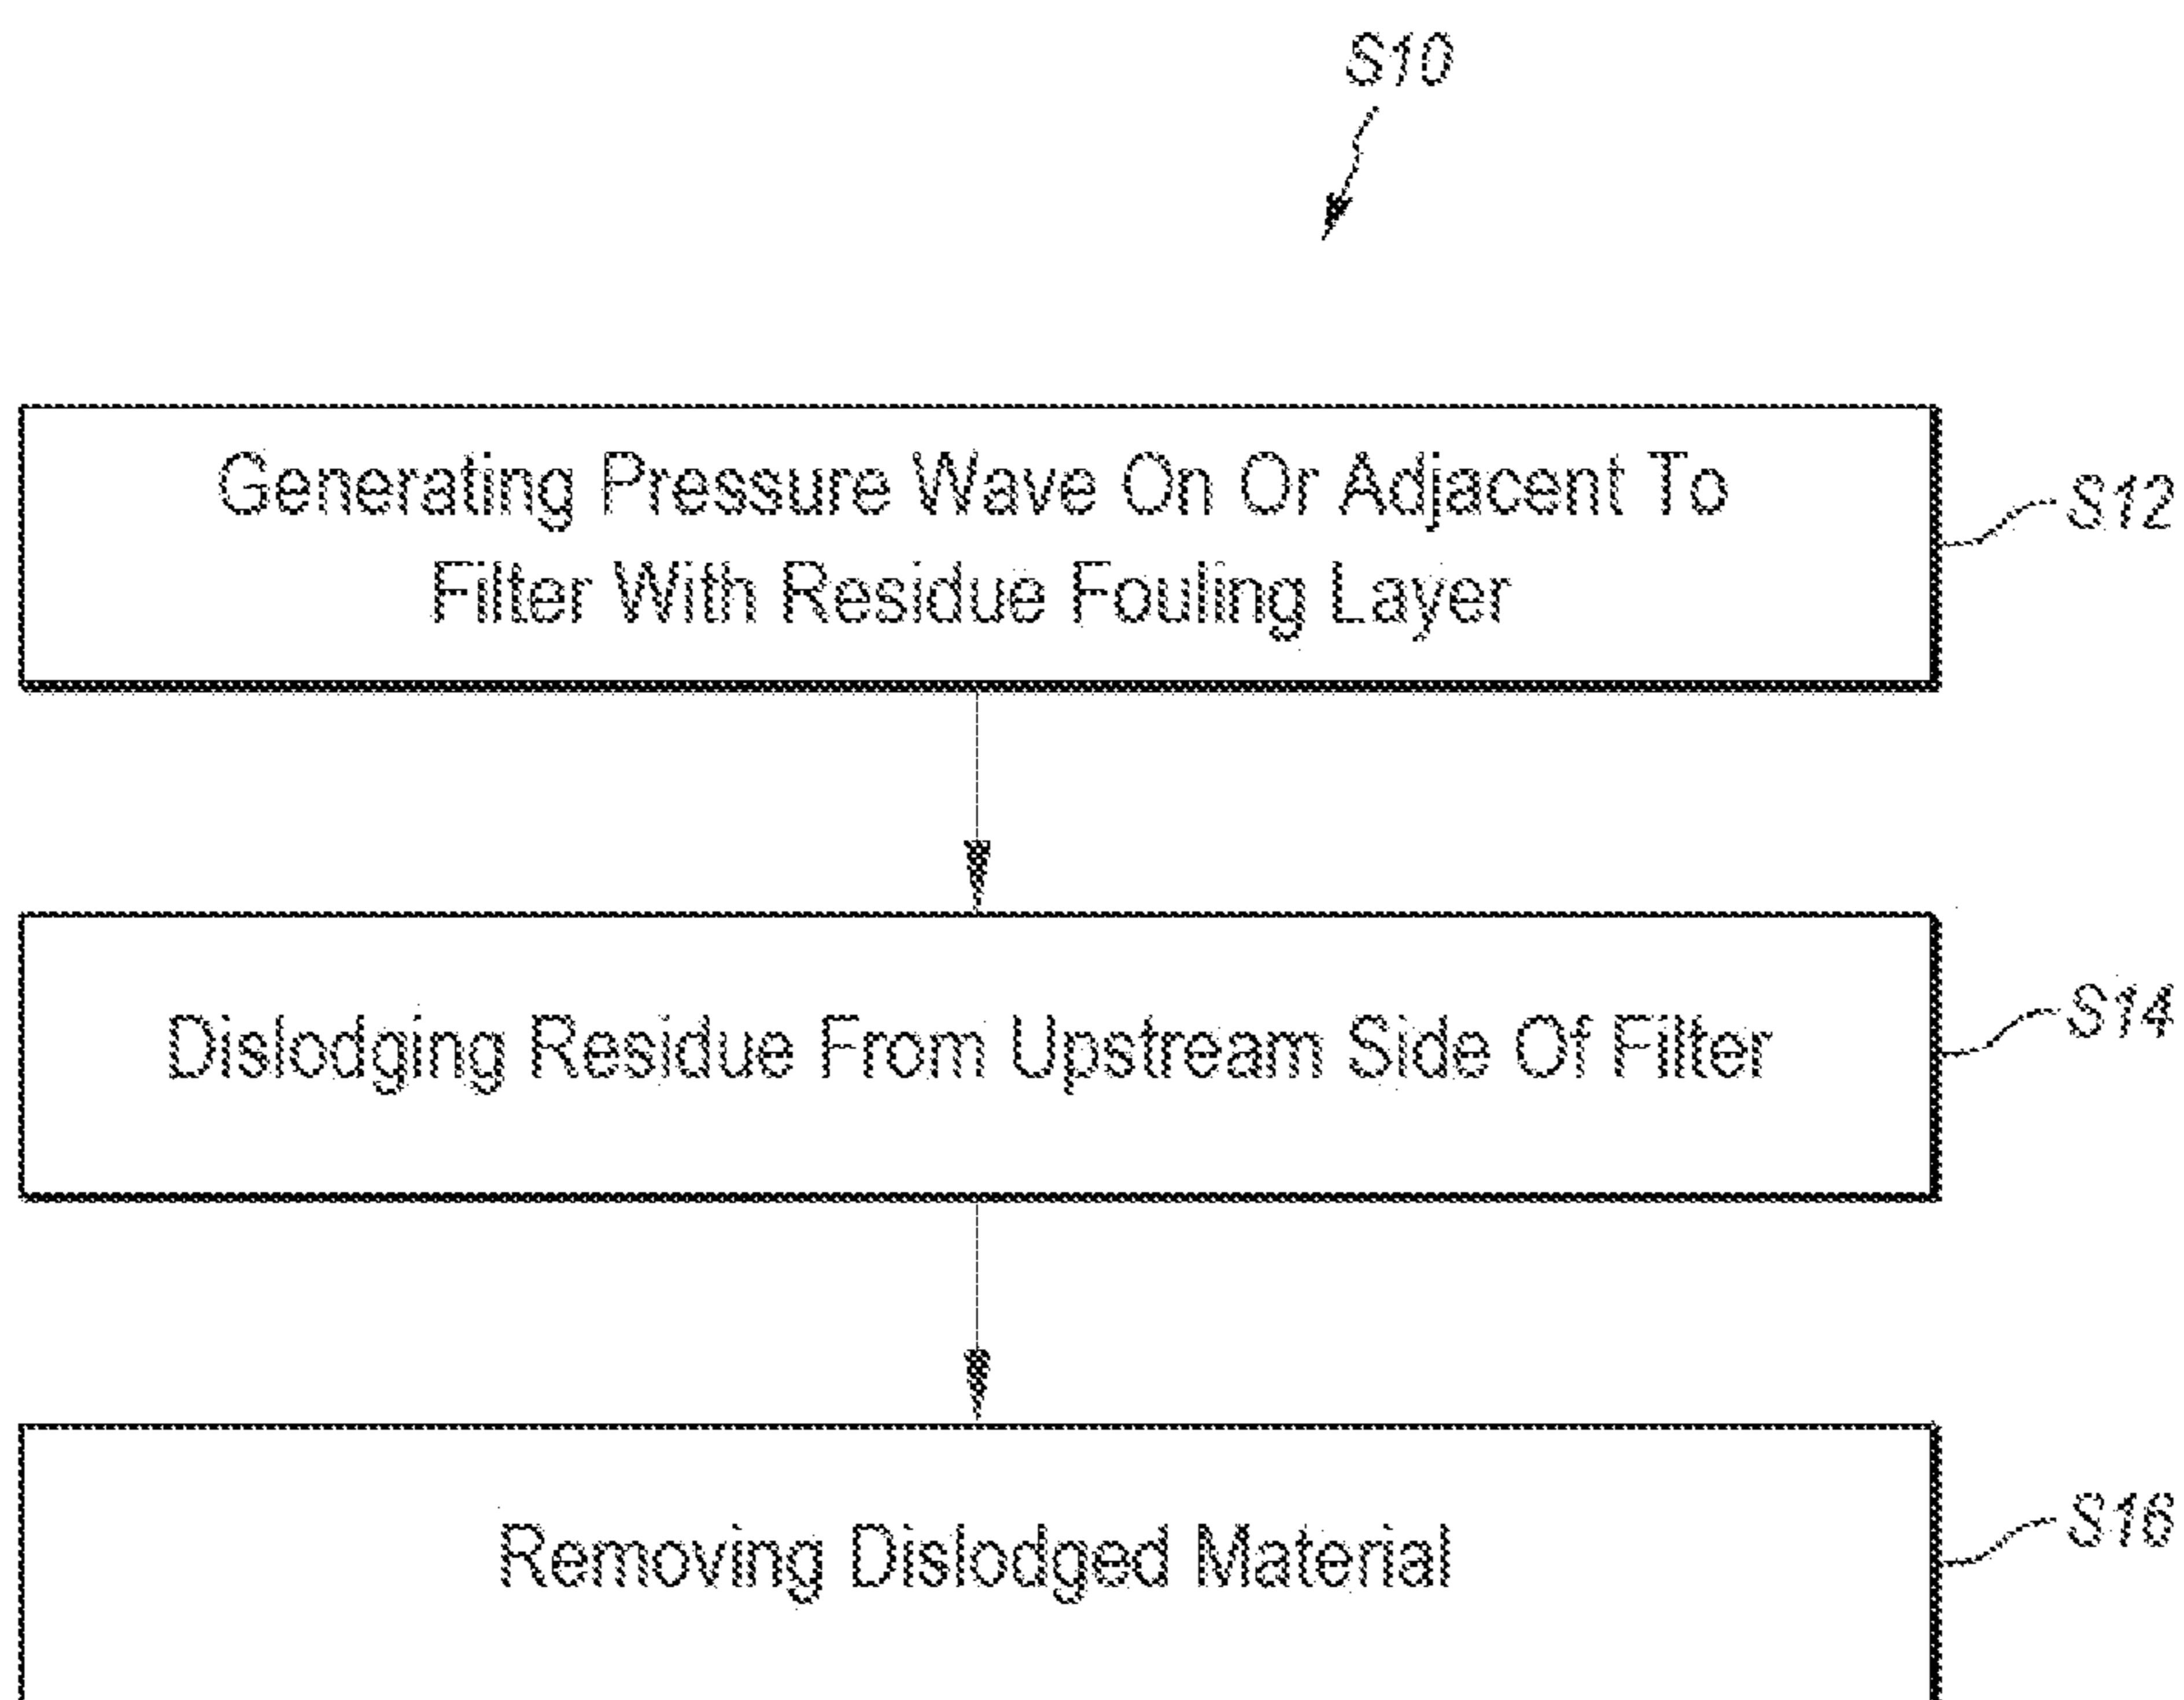 S10
Generating Pressure Wave On Or Adjacent To
Filter With Residue Fouling Layer
S12
Dislodging Residue From Upstream Side Of Filter
S14
Removing Dislodged Material
S16